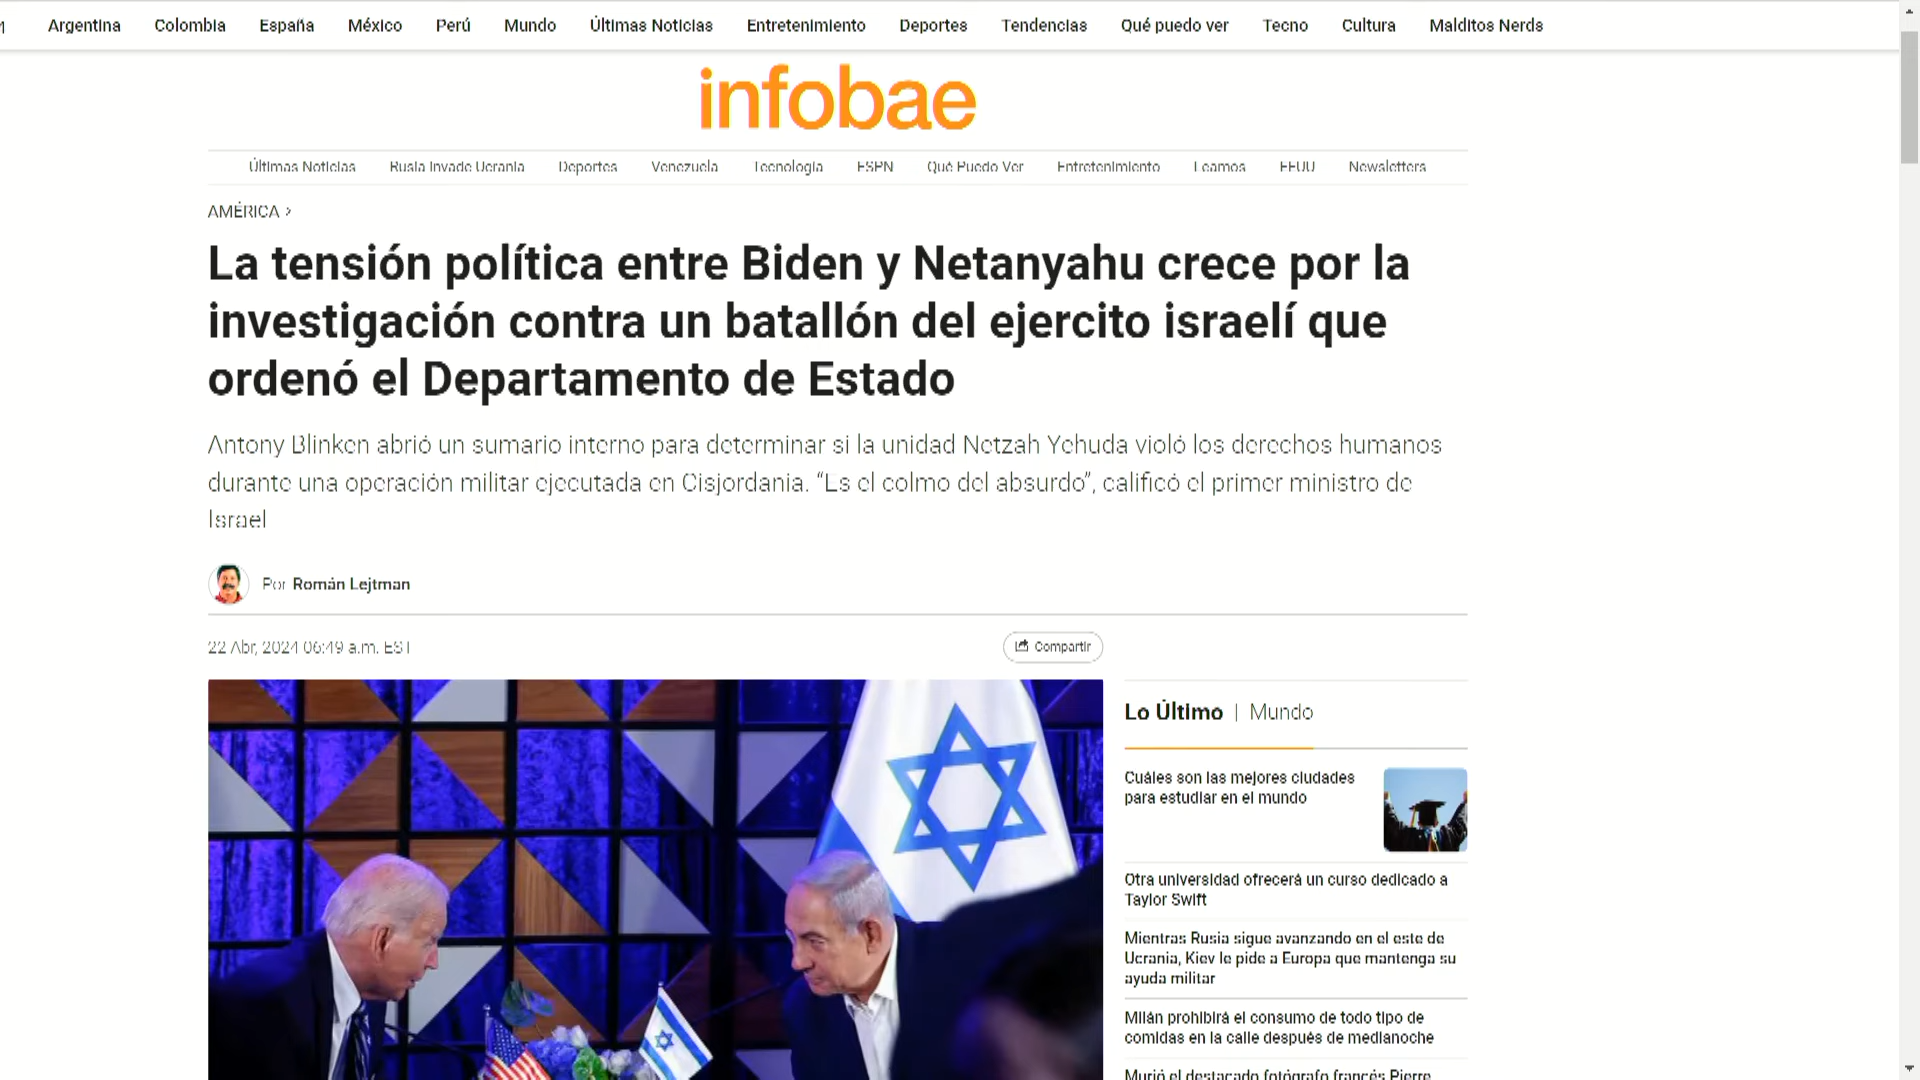 Argentina Colombia España México Perú Mundo Últimas Noticias Entretenimiento Deportes Tendencias Qué puedo ver Tecno Cultura Malditos Nerds
infobae
Últimas Noticias Rusia Invade Ucrania Deportes Venezuela Tecnología ESPN Qué Puedo Ver Entretenimiento Leamos EEUU Newsletters
AMÉRICA >
La tensión política entre Biden y Netanyahu crece por la
investigación contra un batallón del ejercito israelí que
ordenó el Departamento de Estado
Antony Blinken abrió un sumario interno para determinar si la unidad Netzah Yehuda violó los derechos humanos
durante una operación militar ejecutada en Cisjordania. “Es el colmo del absurdo”, calificó el primer ministro de
Israel
Por Román Lejtman
22 Abr, 2024 06:49 a.m. EST
Compartir
Lo Último | Mundo
Cuáles son las mejores ciudades
para estudiar en el mundo
Otra universidad ofrecerá un curso dedicado a
Taylor Swift
Mientras Rusia sigue avanzando en el este de
Ucrania, Kiev le pide a Europa que mantenga su
ayuda militar
Milán prohibirá el consumo de todo tipo de
comidas en la calle después de medianoche
Murió el destacado fotógrafo francés Pierre